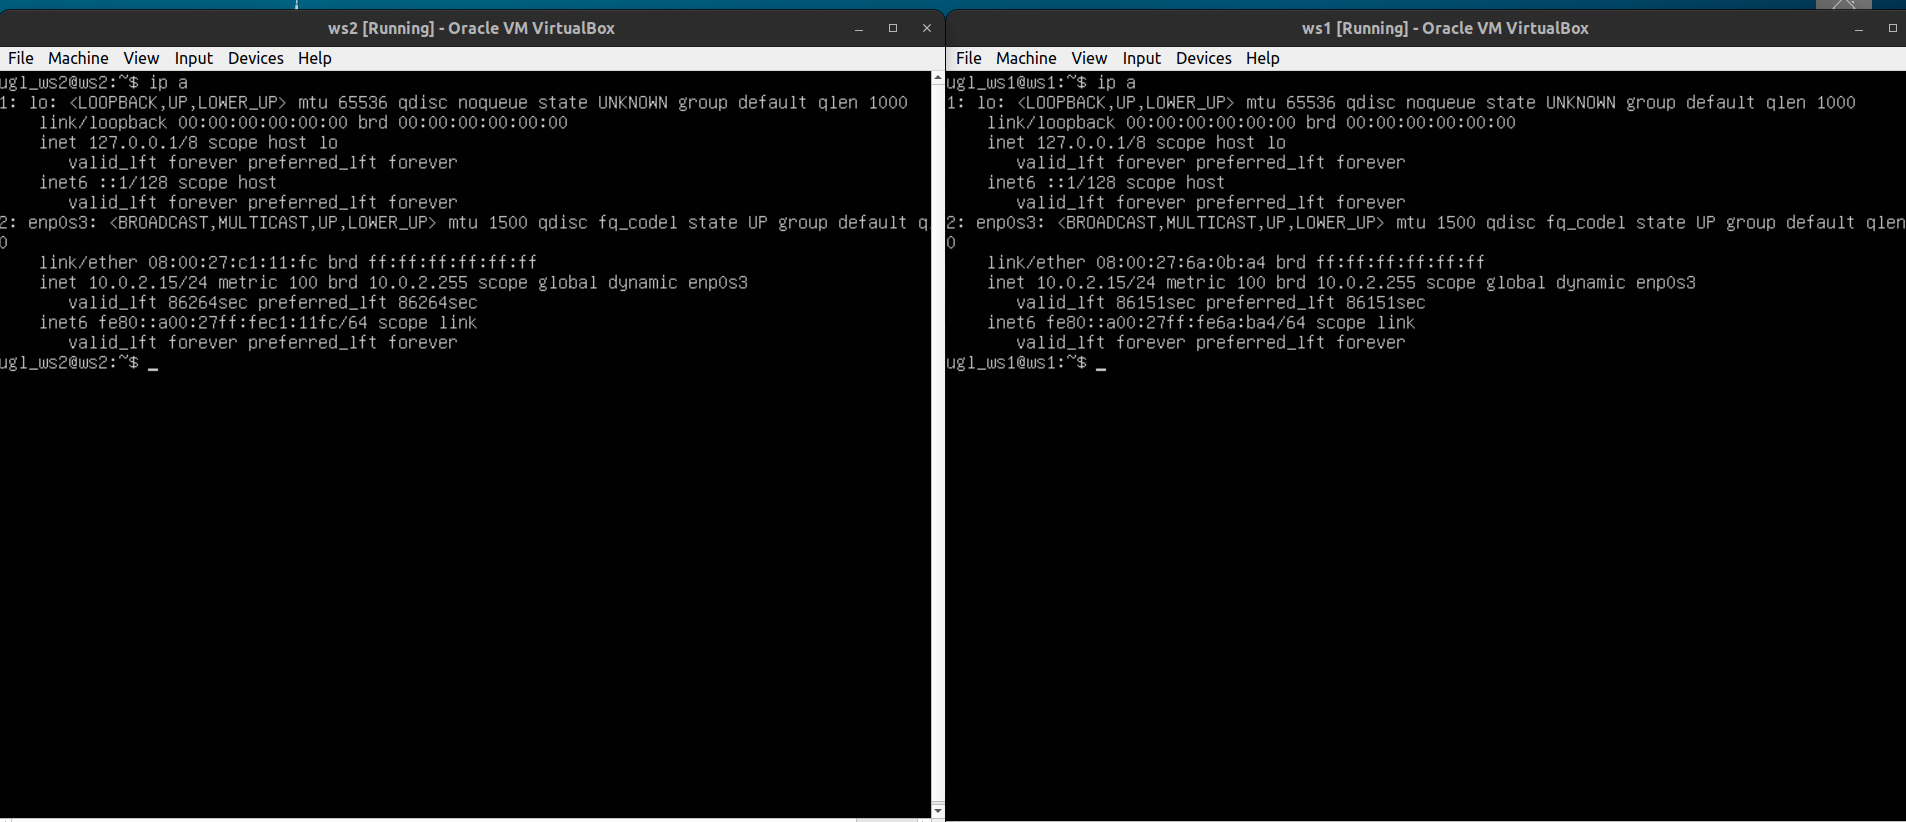 ws2 [Running] - Oracle VM VirtualBox
File Machine View Input Devices Help
ugl_ws2@ws2:~$ ip a
1: lo: <LOOPBACK,UP,LOWER_UP> mtu 65536 qdisc noqueue state UNKNOWN group default qlen 1000
link/loopback 00:00:00:00:00:00 brd 00:00:00:00:00:00
inet 127.0.0.1/8 scope host lo
valid_lft forever preferred_lft forever
inet6 ::1/128 scope host
valid_lft forever preferred_lft forever
2: enp0s3: <BROADCAST,MULTICAST,UP,LOWER_UP> mtu 1500 qdisc fq_codel state UP group default q
0
link/ether 08:00:27:c1:11:fc brd ff:ff:ff:ff:ff:ff
inet 10.0.2.15/24 metric 100 brd 10.0.2.255 scope global dynamic enp0s3
valid_lft 86264sec preferred_lft 86264sec
inet6 fe80::a00:27ff:fec1:11fc/64 scope link
valid_lft forever preferred_lft forever
ugl_ws2@ws2:~$ _
ws1 [Running] - Oracle VM VirtualBox
File Machine View Input Devices Help
ugl_ws1@ws1:~$ ip a
1: lo: <LOOPBACK,UP,LOWER_UP> mtu 65536 qdisc noqueue state UNKNOWN group default qlen 1000
link/loopback 00:00:00:00:00:00 brd 00:00:00:00:00:00
inet 127.0.0.1/8 scope host lo
valid_lft forever preferred_lft forever
inet6 ::1/128 scope host
valid_lft forever preferred_lft forever
2: enp0s3: <BROADCAST,MULTICAST,UP,LOWER_UP> mtu 1500 qdisc fq_codel state UP group default qlen
0
link/ether 08:00:27:6a:0b:a4 brd ff:ff:ff:ff:ff:ff
inet 10.0.2.15/24 metric 100 brd 10.0.2.255 scope global dynamic enp0s3
valid_lft 86151sec preferred_lft 86151sec
inet6 fe80::a00:27ff:fe6a:ba4/64 scope link
valid_lft forever preferred_lft forever
ugl_ws1@ws1:~$ _